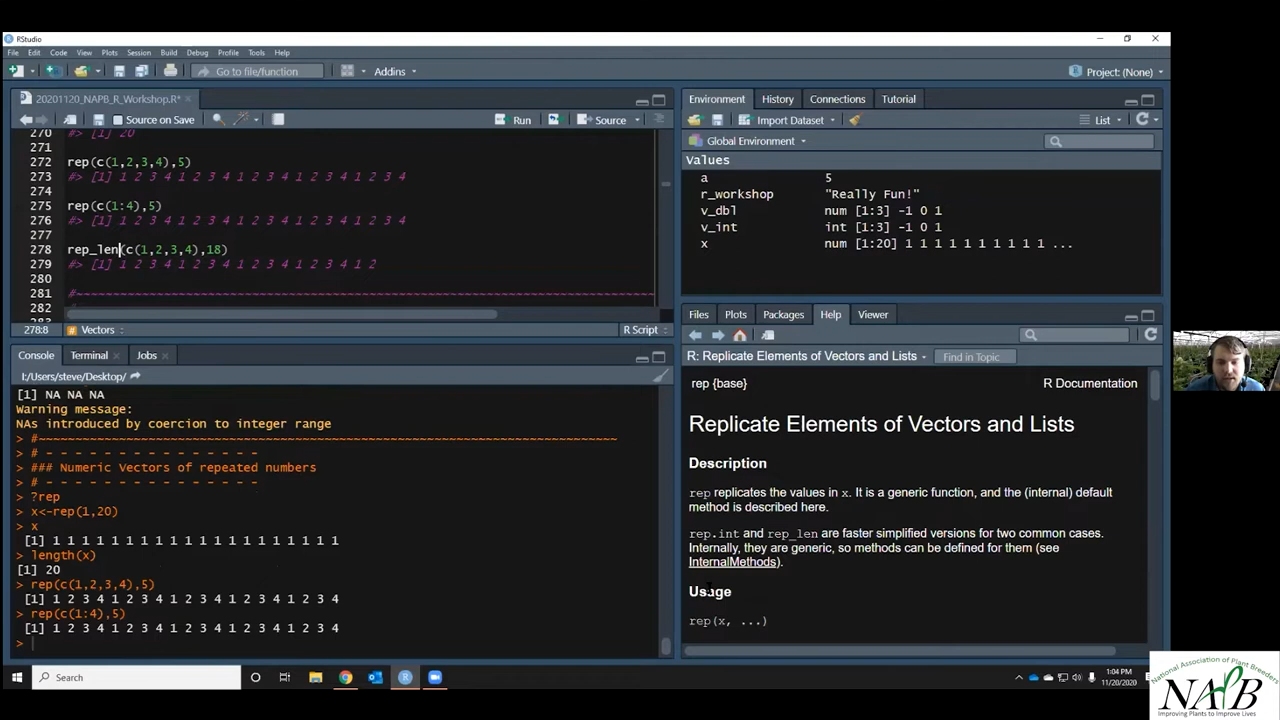 RStudio
File Edit Code View Plots Session Build Debug Profile Tools Help
Go to file/function Addins Project: (None)
20201120_NAPB_R_Workshop.R*
Source on Save Run Source
270 #> [1] 20
271
272 rep(c(1,2,3,4),5)
273 #> [1] 1 2 3 4 1 2 3 4 1 2 3 4 1 2 3 4 1 2 3 4
274
275 rep(c(1:4),5)
276 #> [1] 1 2 3 4 1 2 3 4 1 2 3 4 1 2 3 4 1 2 3 4
277
278 rep_len(c(1,2,3,4),18)
279 #> [1] 1 2 3 4 1 2 3 4 1 2 3 4 1 2 3 4 1 2
280
281 #~~~~~~~~~~~~~~~~~~~~~~~~~~~~~~~~~~~~~~~~~~~~~~~~~~~~~~~~~~~~~~~~~~~~~~~~~~~~~~~
282
278:8 # Vectors R Script
Console Terminal Jobs
I:/Users/steve/Desktop/
[1] NA NA NA
Warning message:
NAs introduced by coercion to integer range
> #~~~~~~~~~~~~~~~~~~~~~~~~~~~~~~~~~~~~~~~~~~~~~~~~~~~~~~~~~~~~~~~~~~~~~~~~~~~~~~~
> # - - - - - - - - - - - - - - -
> ### Numeric Vectors of repeated numbers
> # - - - - - - - - - - - - - - -
> ?rep
> x<-rep(1,20)
> x
[1] 1 1 1 1 1 1 1 1 1 1 1 1 1 1 1 1 1 1 1 1
> length(x)
[1] 20
> rep(c(1,2,3,4),5)
[1] 1 2 3 4 1 2 3 4 1 2 3 4 1 2 3 4 1 2 3 4
> rep(c(1:4),5)
[1] 1 2 3 4 1 2 3 4 1 2 3 4 1 2 3 4 1 2 3 4
>
Environment History Connections Tutorial
Import Dataset List
Global Environment
Values
a 5
r_workshop "Really Fun!"
v_dbl num [1:3] -1 0 1
v_int int [1:3] -1 0 1
x num [1:20] 1 1 1 1 1 1 1 1 1 1 ...
Files Plots Packages Help Viewer
R: Replicate Elements of Vectors and Lists Find in Topic
rep {base} R Documentation
Replicate Elements of Vectors and Lists
Description
rep replicates the values in x. It is a generic function, and the (internal) default
method is described here.
rep.int and rep_len are faster simplified versions for two common cases.
Internally, they are generic, so methods can be defined for them (see
InternalMethods).
Usage
rep(x, ...)
Search
1:04 PM
11/20/2020
National Association of Plant Breeders
NAPB
Improving Plants to Improve Lives